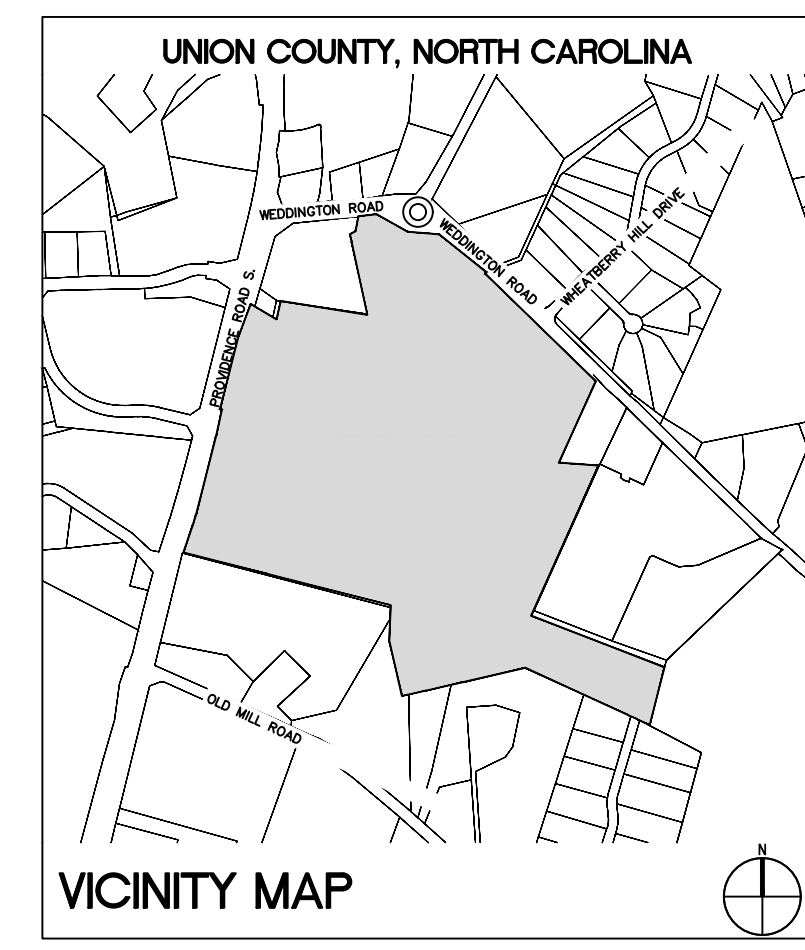 UNION COUNTY, NORTH CAROLINA
WEDDINGTON ROAD
WEDDINGTON ROAD
WHEATBERRY HILL DRIVE
PROVIDENCE ROAD S.
OLD MILL ROAD
VICINITY MAP
N